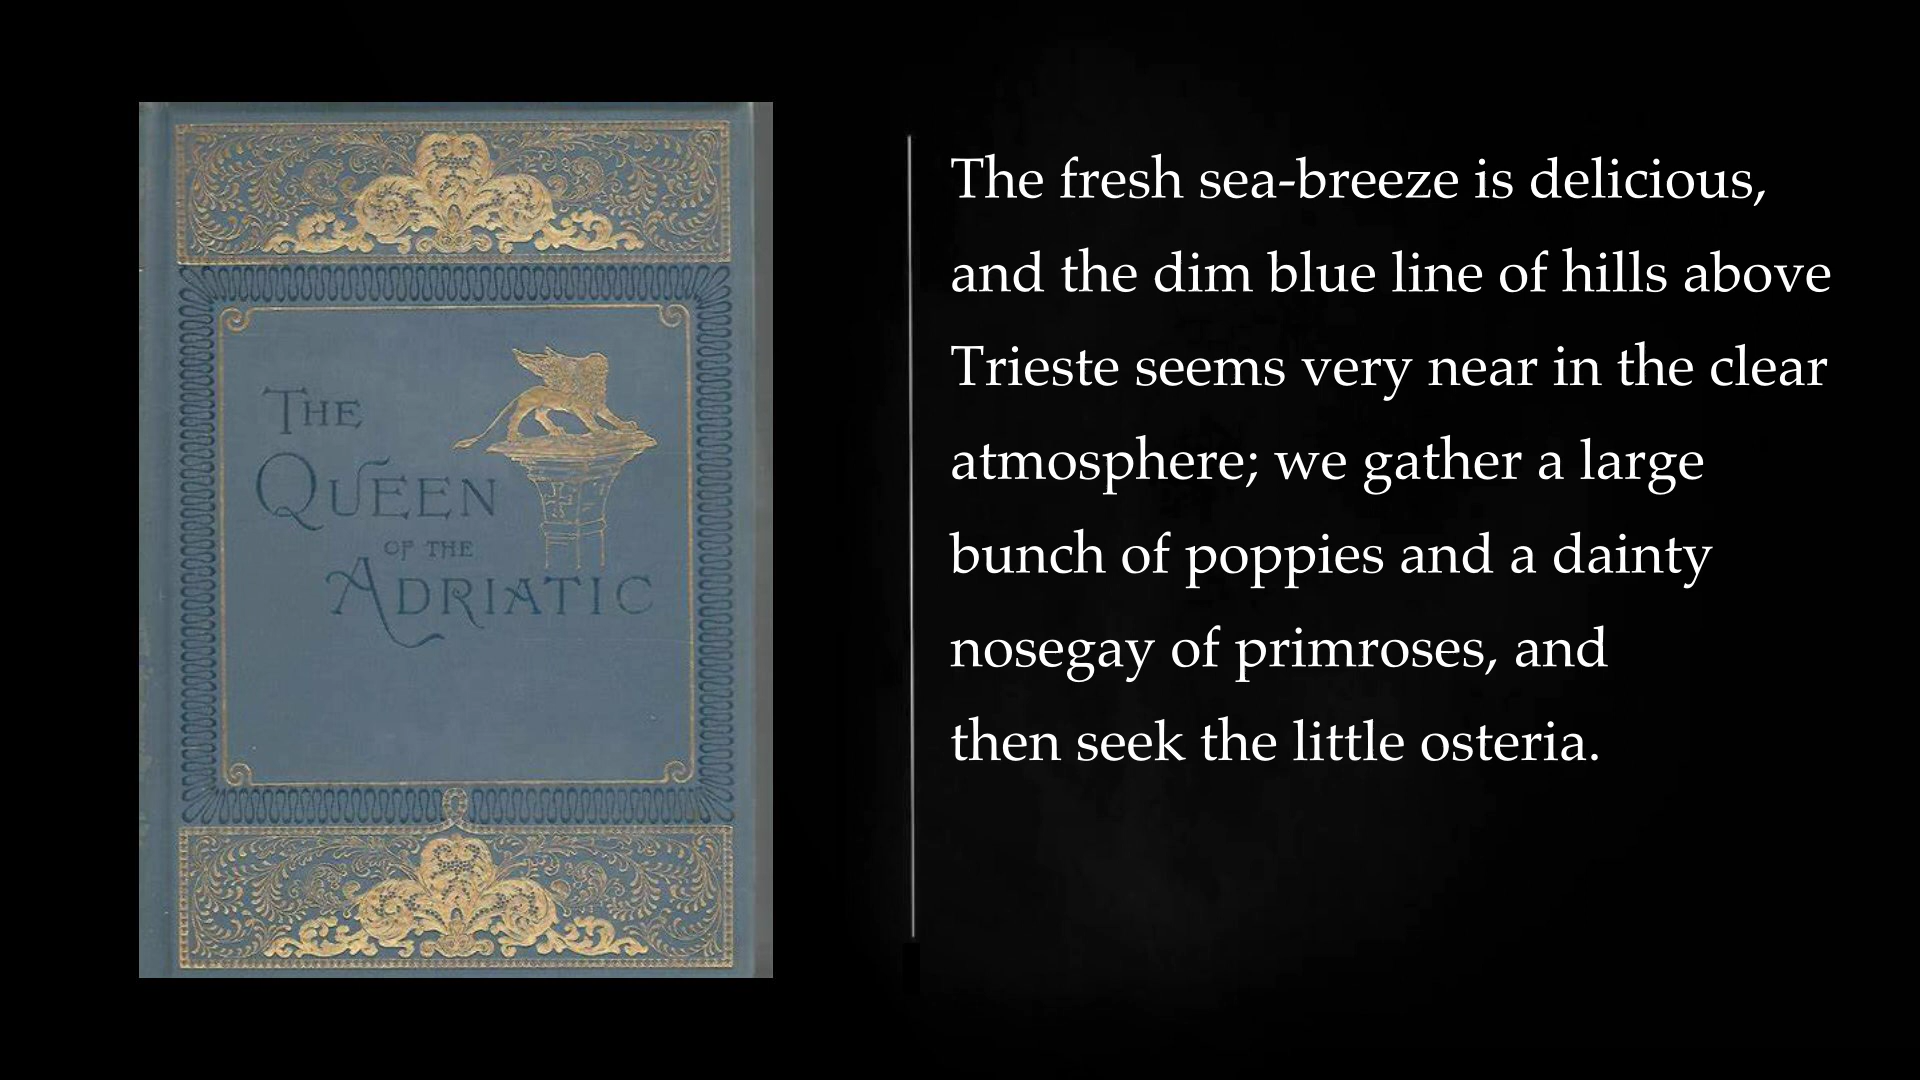 THE
QUEEN
OF THE
ADRIATIC
The fresh sea-breeze is delicious,
and the dim blue line of hills above
Trieste seems very near in the clear
atmosphere; we gather a large
bunch of poppies and a dainty
nosegay of primroses, and
then seek the little osteria.